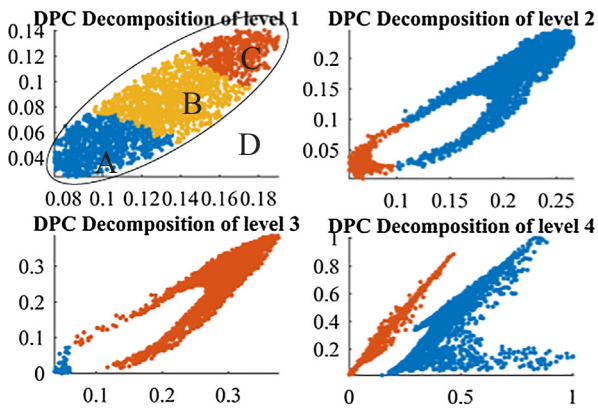 DPC Decomposition of level 1
0.14
0.12
0.1
0.08
0.06
0.04
A
B
C
D
0.08 0.1 0.12 0.14 0.16 0.18
DPC Decomposition of level 2
0.2
0.15
0.1
0.05
0.1 0.15 0.2 0.25
DPC Decomposition of level 3
0.3
0.2
0.1
0
0.1 0.2 0.3
DPC Decomposition of level 4
1
0.8
0.6
0.4
0.2
0 0.5 1